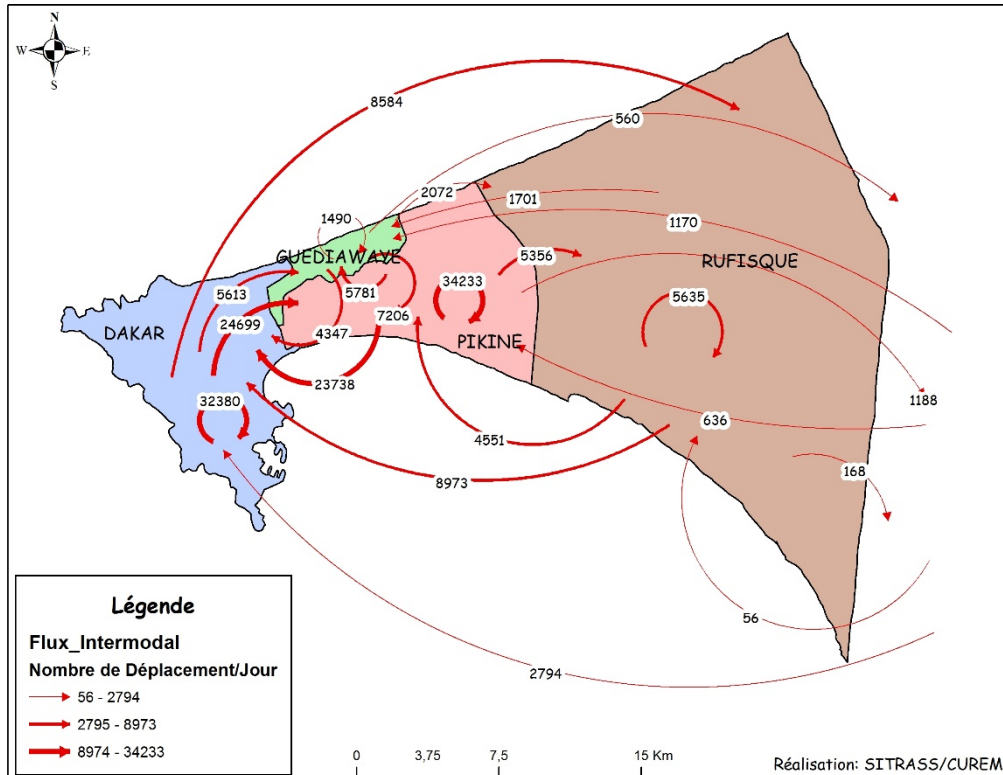 N
W E
S
8584
560
2072
1701
1490
1170
GUEDIAWAYE
5356
RUFISQUE
5613
5781
34233
5635
24699
7206
DAKAR
4347
PIKINE
23738
32380
1188
636
4551
168
8973
56
2794
Légende
Flux_Intermodal
Nombre de Déplacement/Jour
56 - 2794
2795 - 8973
8974 - 34233
0 3,75 7,5 15 Km
Réalisation: SITRASS/CUREM